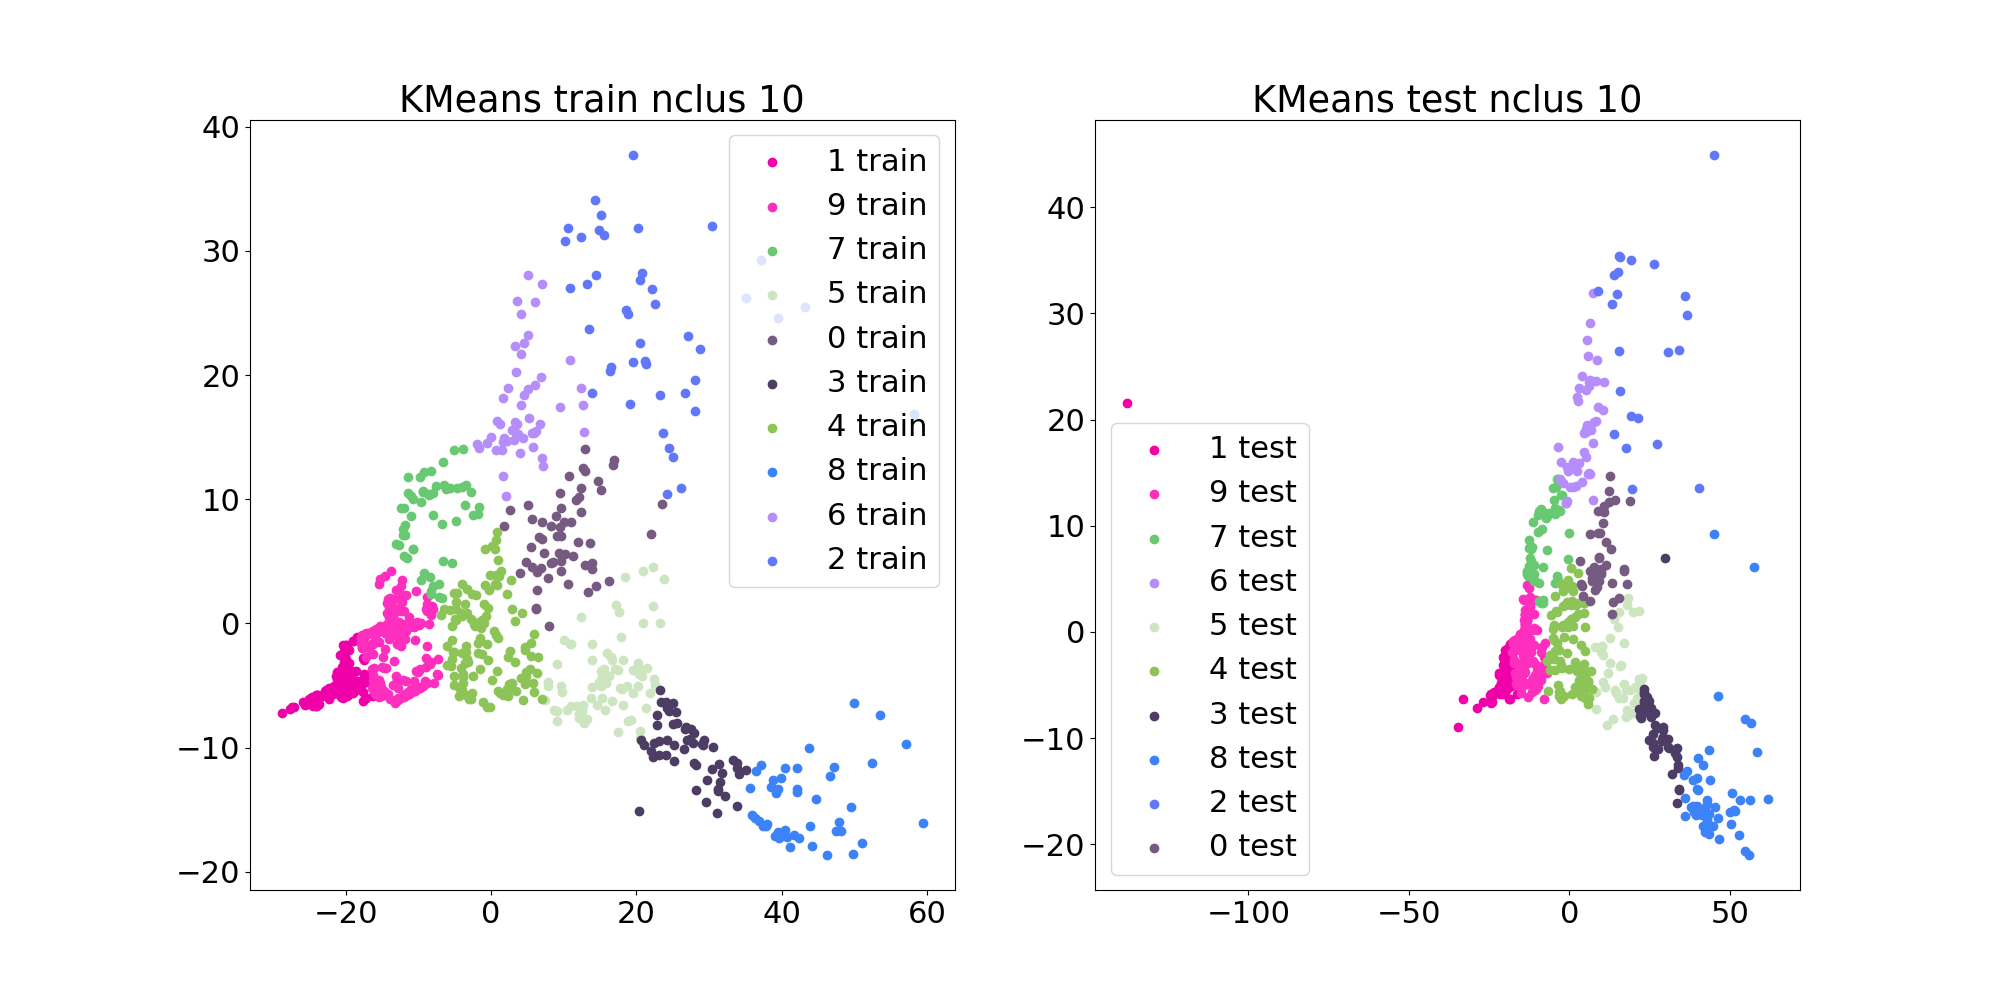 KMeans train nclus 10
40
30
20
10
0
−10
−20
−20 0 20 40 60
1 train
9 train
7 train
5 train
0 train
3 train
4 train
8 train
6 train
2 train
KMeans test nclus 10
40
30
20
10
0
−10
−20
−100 −50 0 50
1 test
9 test
7 test
6 test
5 test
4 test
3 test
8 test
2 test
0 test